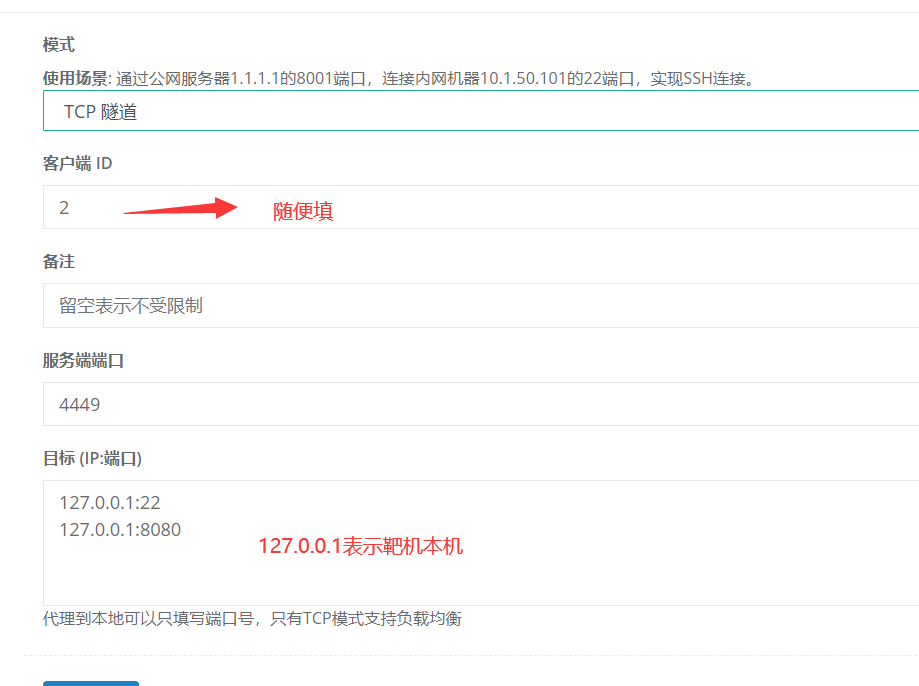 模式
使用场景: 通过公网服务器1.1.1.1的8001端口，连接内网机器10.1.50.101的22端口，实现SSH连接。
TCP 隧道
客户端 ID
2
随便填
备注
留空表示不受限制
服务端端口
4449
目标 (IP:端口)
127.0.0.1:22
127.0.0.1:8080
127.0.0.1表示靶机本机
代理到本地可以只填写端口号，只有TCP模式支持负载均衡